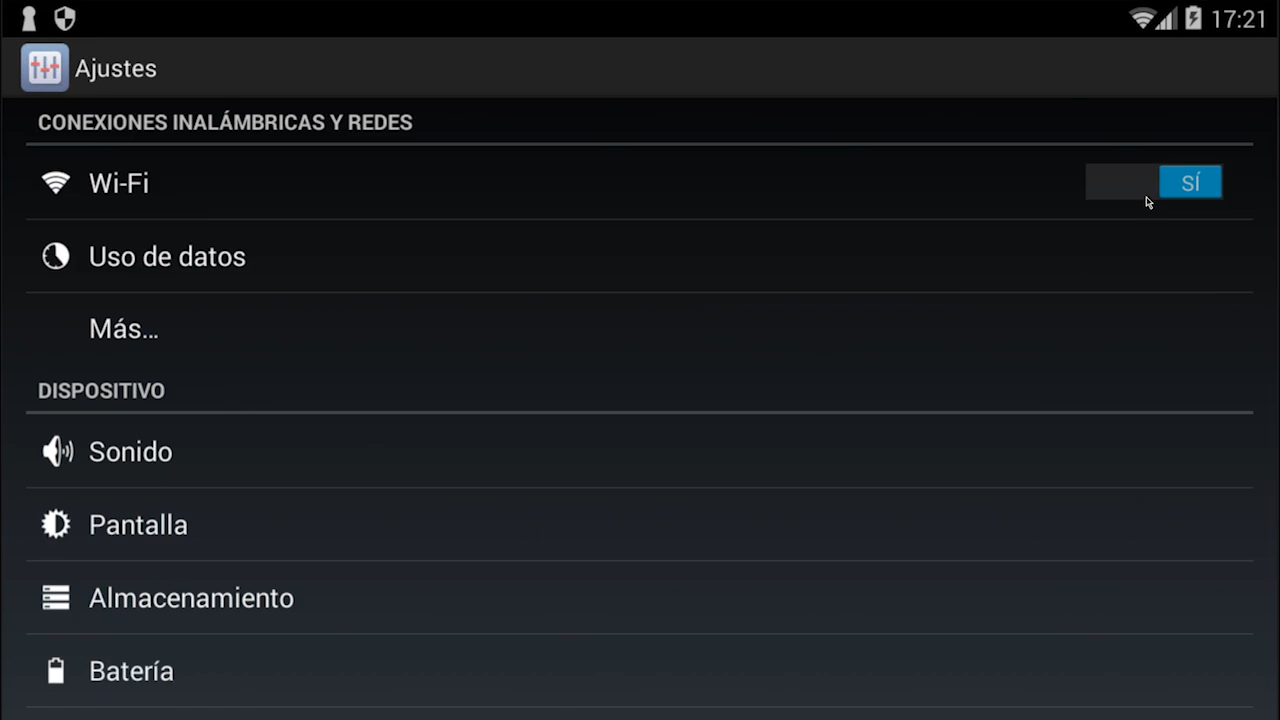 17:21
Ajustes
CONEXIONES INALÁMBRICAS Y REDES
Wi-Fi
SÍ
Uso de datos
Más...
DISPOSITIVO
Sonido
Pantalla
Almacenamiento
Batería